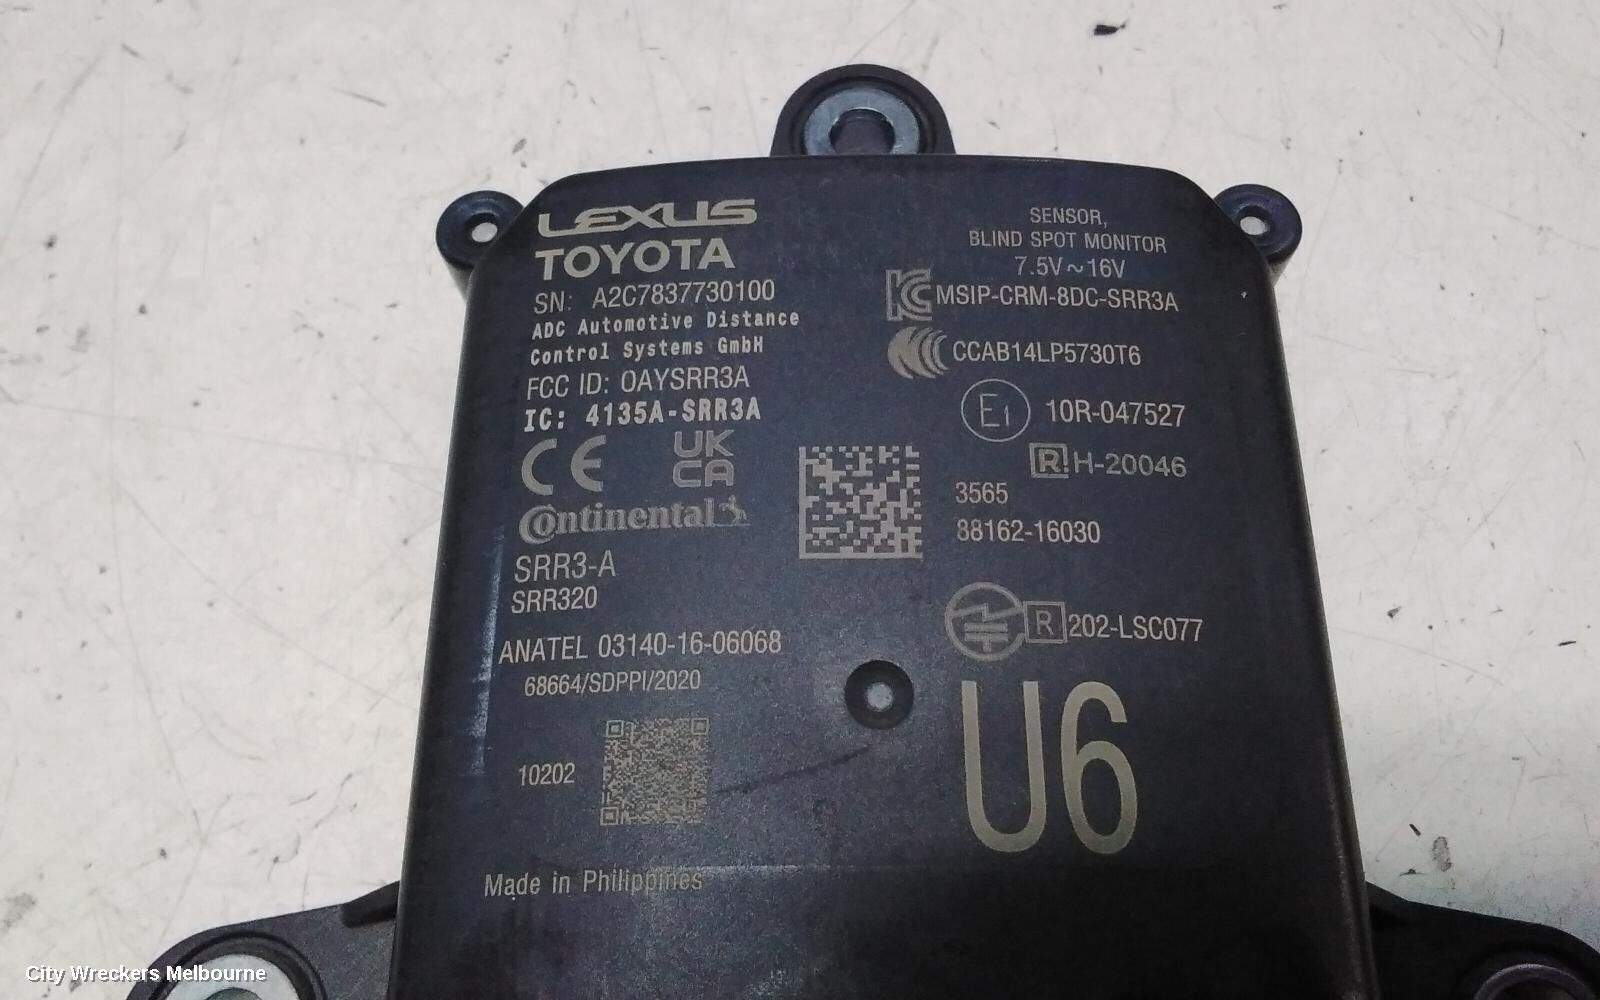 LEXUS
TOYOTA
SN: A2C7837730100
ADC Automotive Distance
Control Systems GmbH
FCC ID: OAYSRR3A
IC: 4135A-SRR3A
CE
UK
CA
Continental
SRR3-A
SRR320
ANATEL 03140-16-06068
68664/SDPPI/2020
10202
Made in Philippines
SENSOR,
BLIND SPOT MONITOR
7.5V~16V
MSIP-CRM-8DC-SRR3A
CCAB14LP5730T6
E1 10R-047527
R H-20046
3565
88162-16030
R 202-LSC077
U6
City Wreckers Melbourne